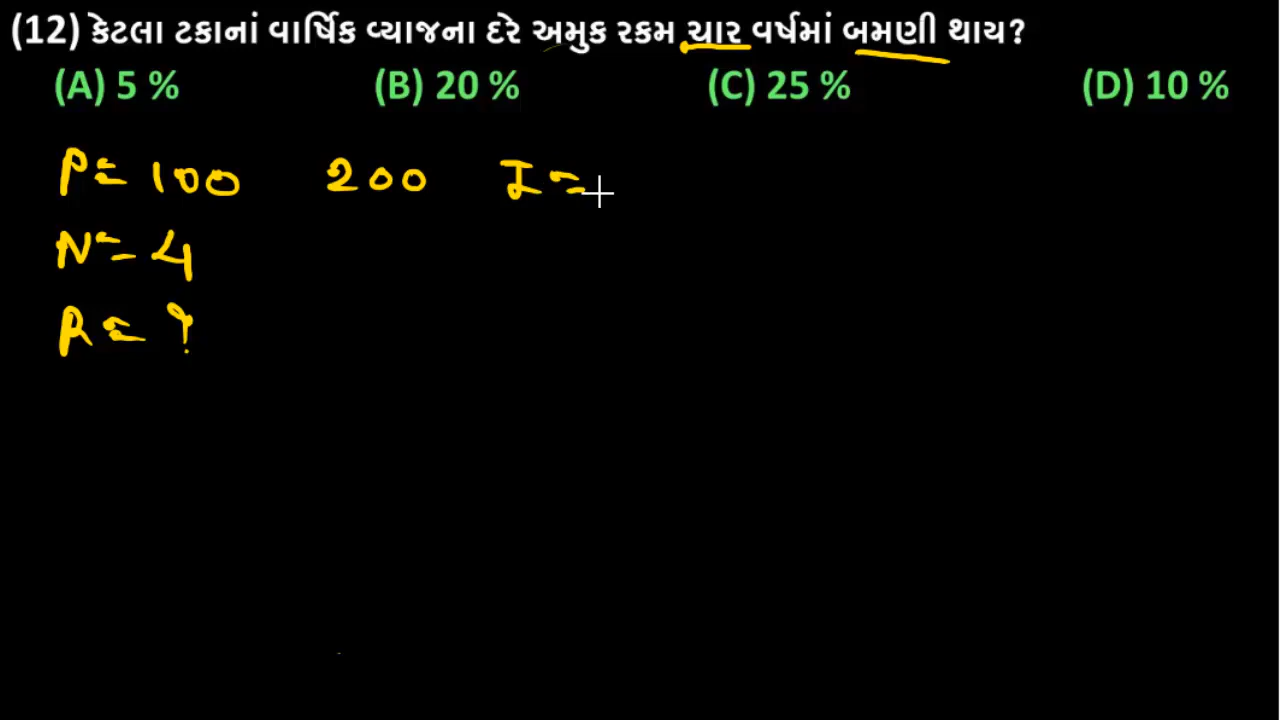 (12) કેટલા ટકાનાં વાર્ષિક વ્યાજના દરે અમુક રકમ ચાર વર્ષમાં બમણી થાય?
(A) 5 % (B) 20 % (C) 25 % (D) 10 %
P = 100 200 I =
N = 4
R = ?